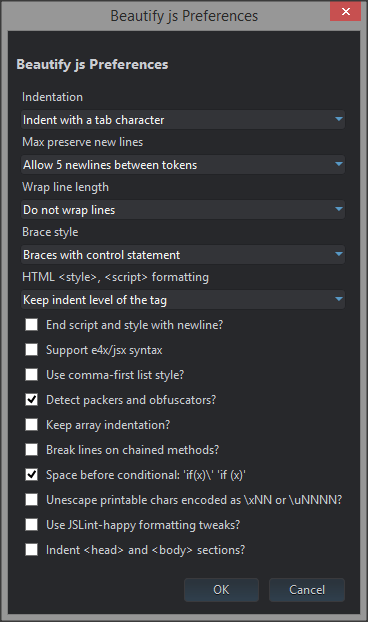 Beautify js Preferences
Beautify js Preferences
Indentation
Indent with a tab character
Max preserve new lines
Allow 5 newlines between tokens
Wrap line length
Do not wrap lines
Brace style
Braces with control statement
HTML <style>, <script> formatting
Keep indent level of the tag
End script and style with newline?
Support e4x/jsx syntax
Use comma-first list style?
Detect packers and obfuscators?
Keep array indentation?
Break lines on chained methods?
Space before conditional: 'if(x)\' 'if (x)'
Unescape printable chars encoded as \xNN or \uNNNN?
Use JSLint-happy formatting tweaks?
Indent <head> and <body> sections?
OK Cancel